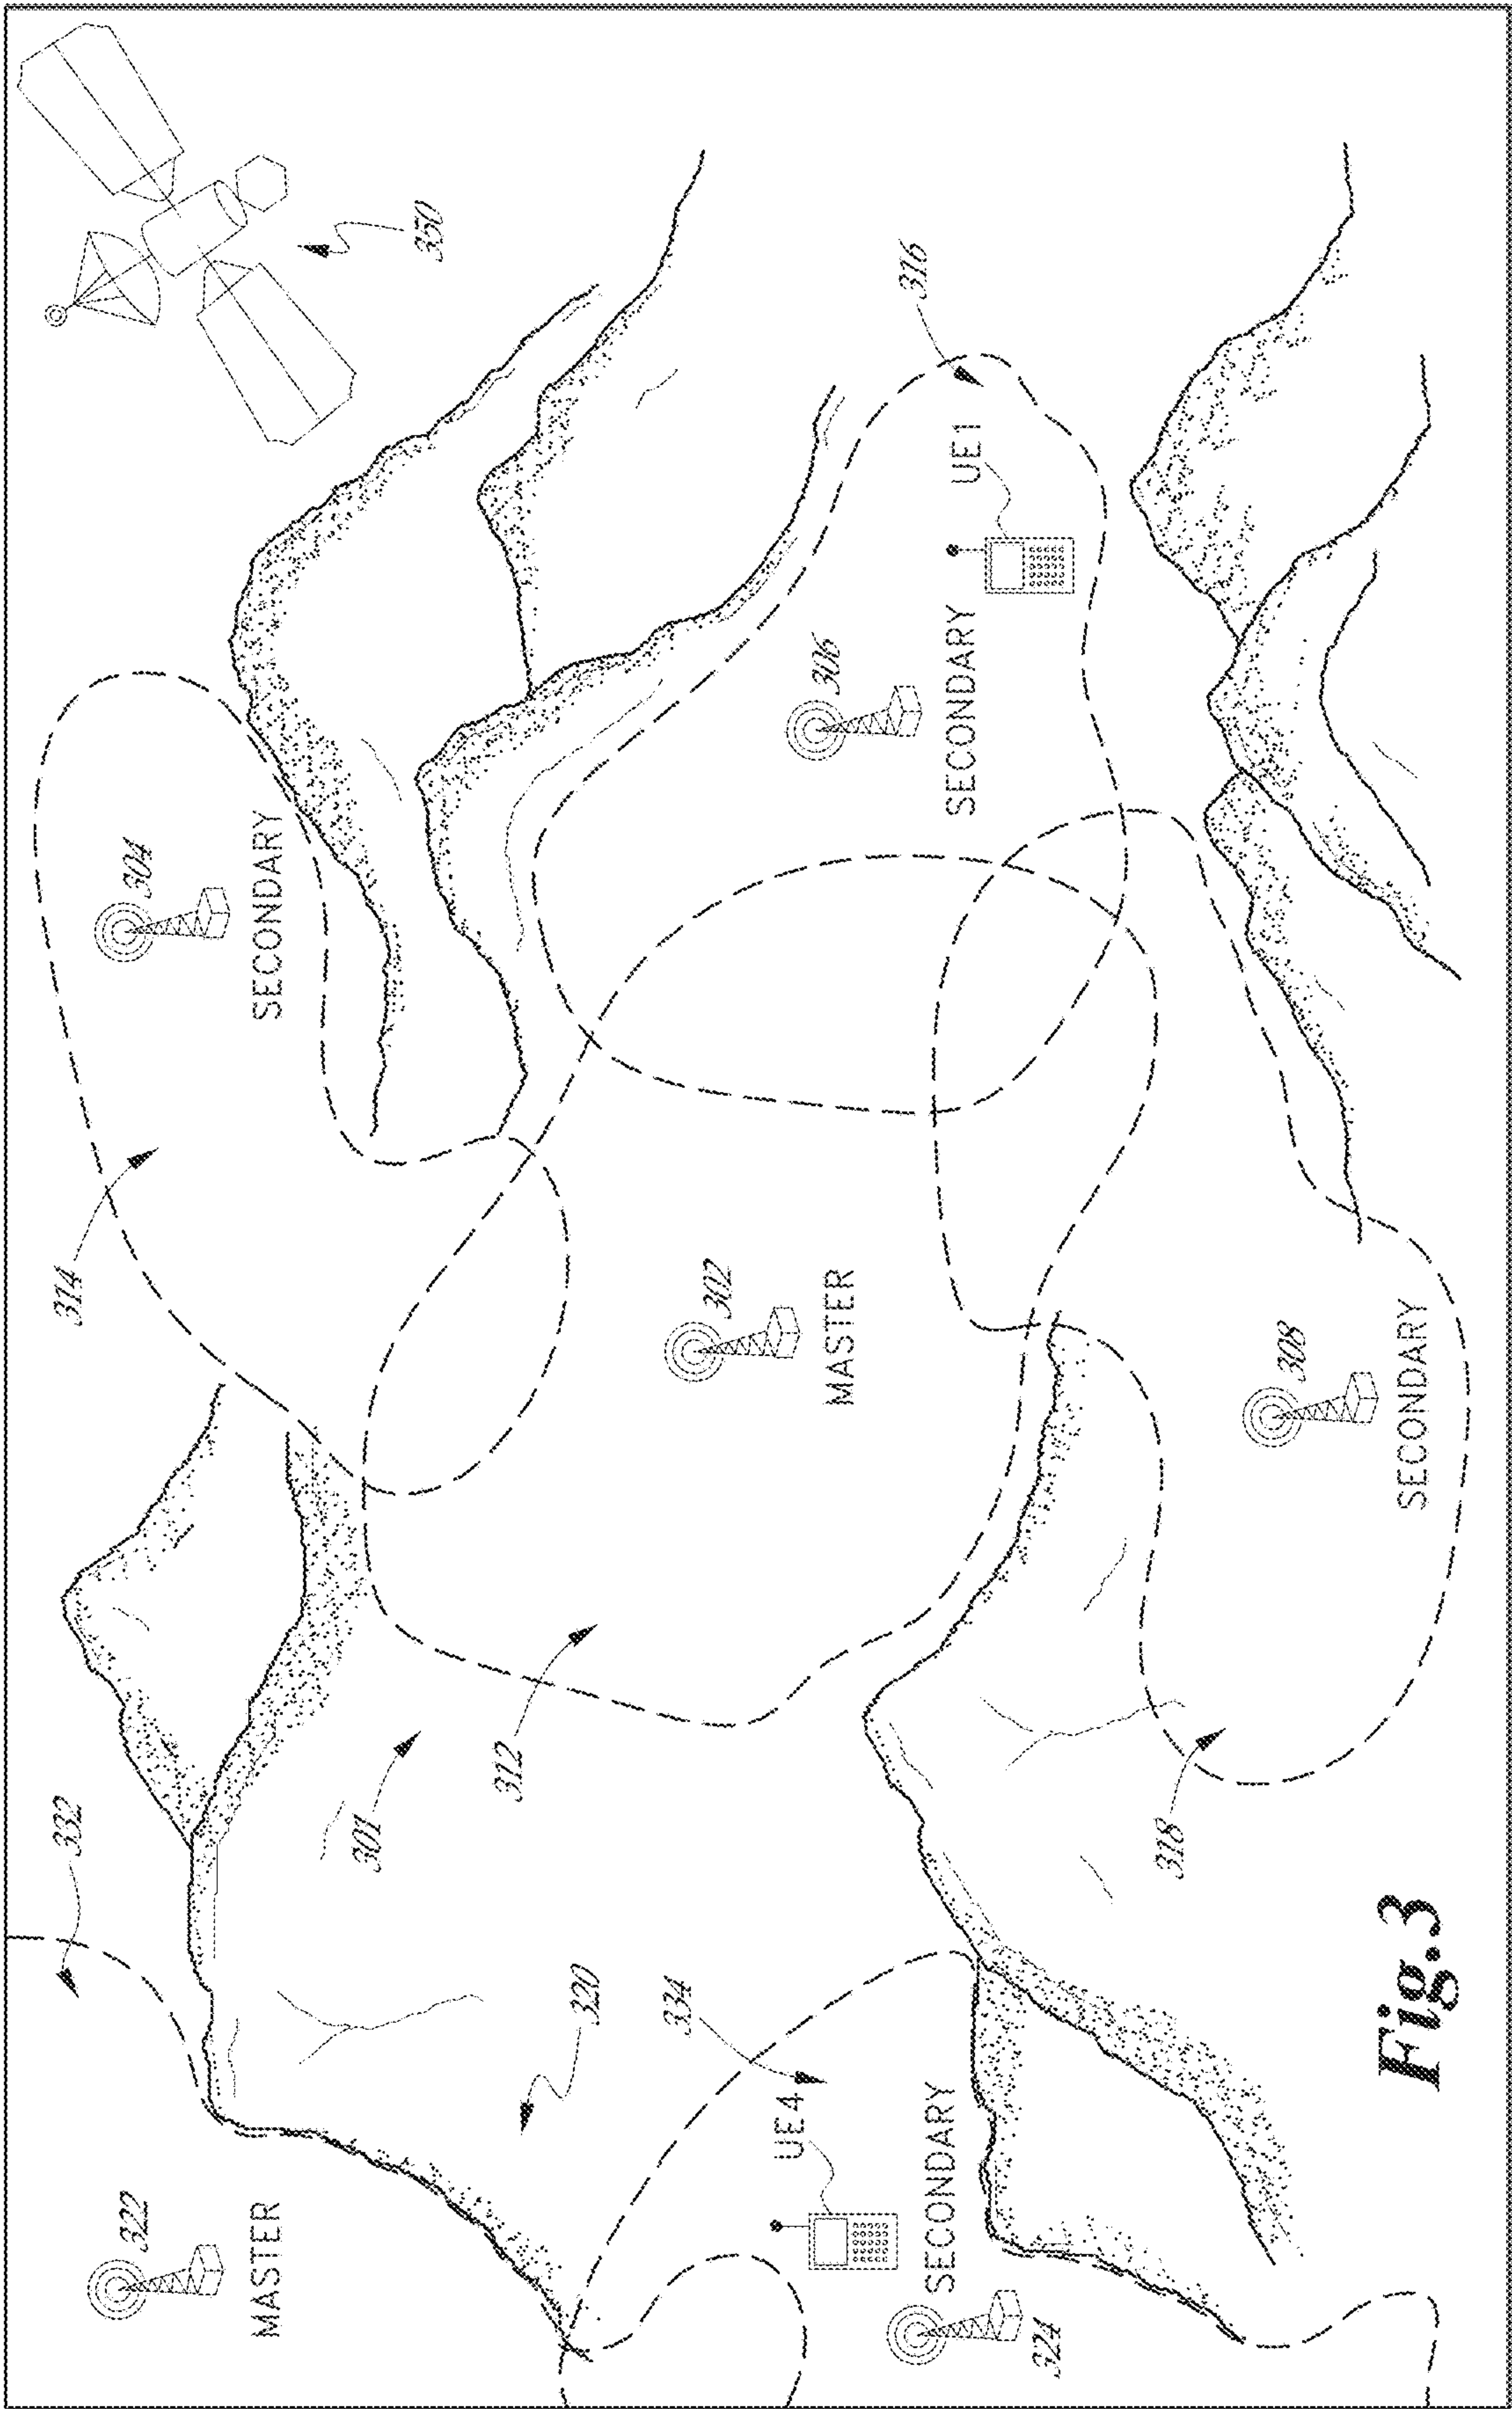 332
322
MASTER
314
304
SECONDARY
350
301
312
320
334
UE4
SECONDARY
324
302
MASTER
306
SECONDARY
UE1
316
318
308
SECONDARY
Fig.3